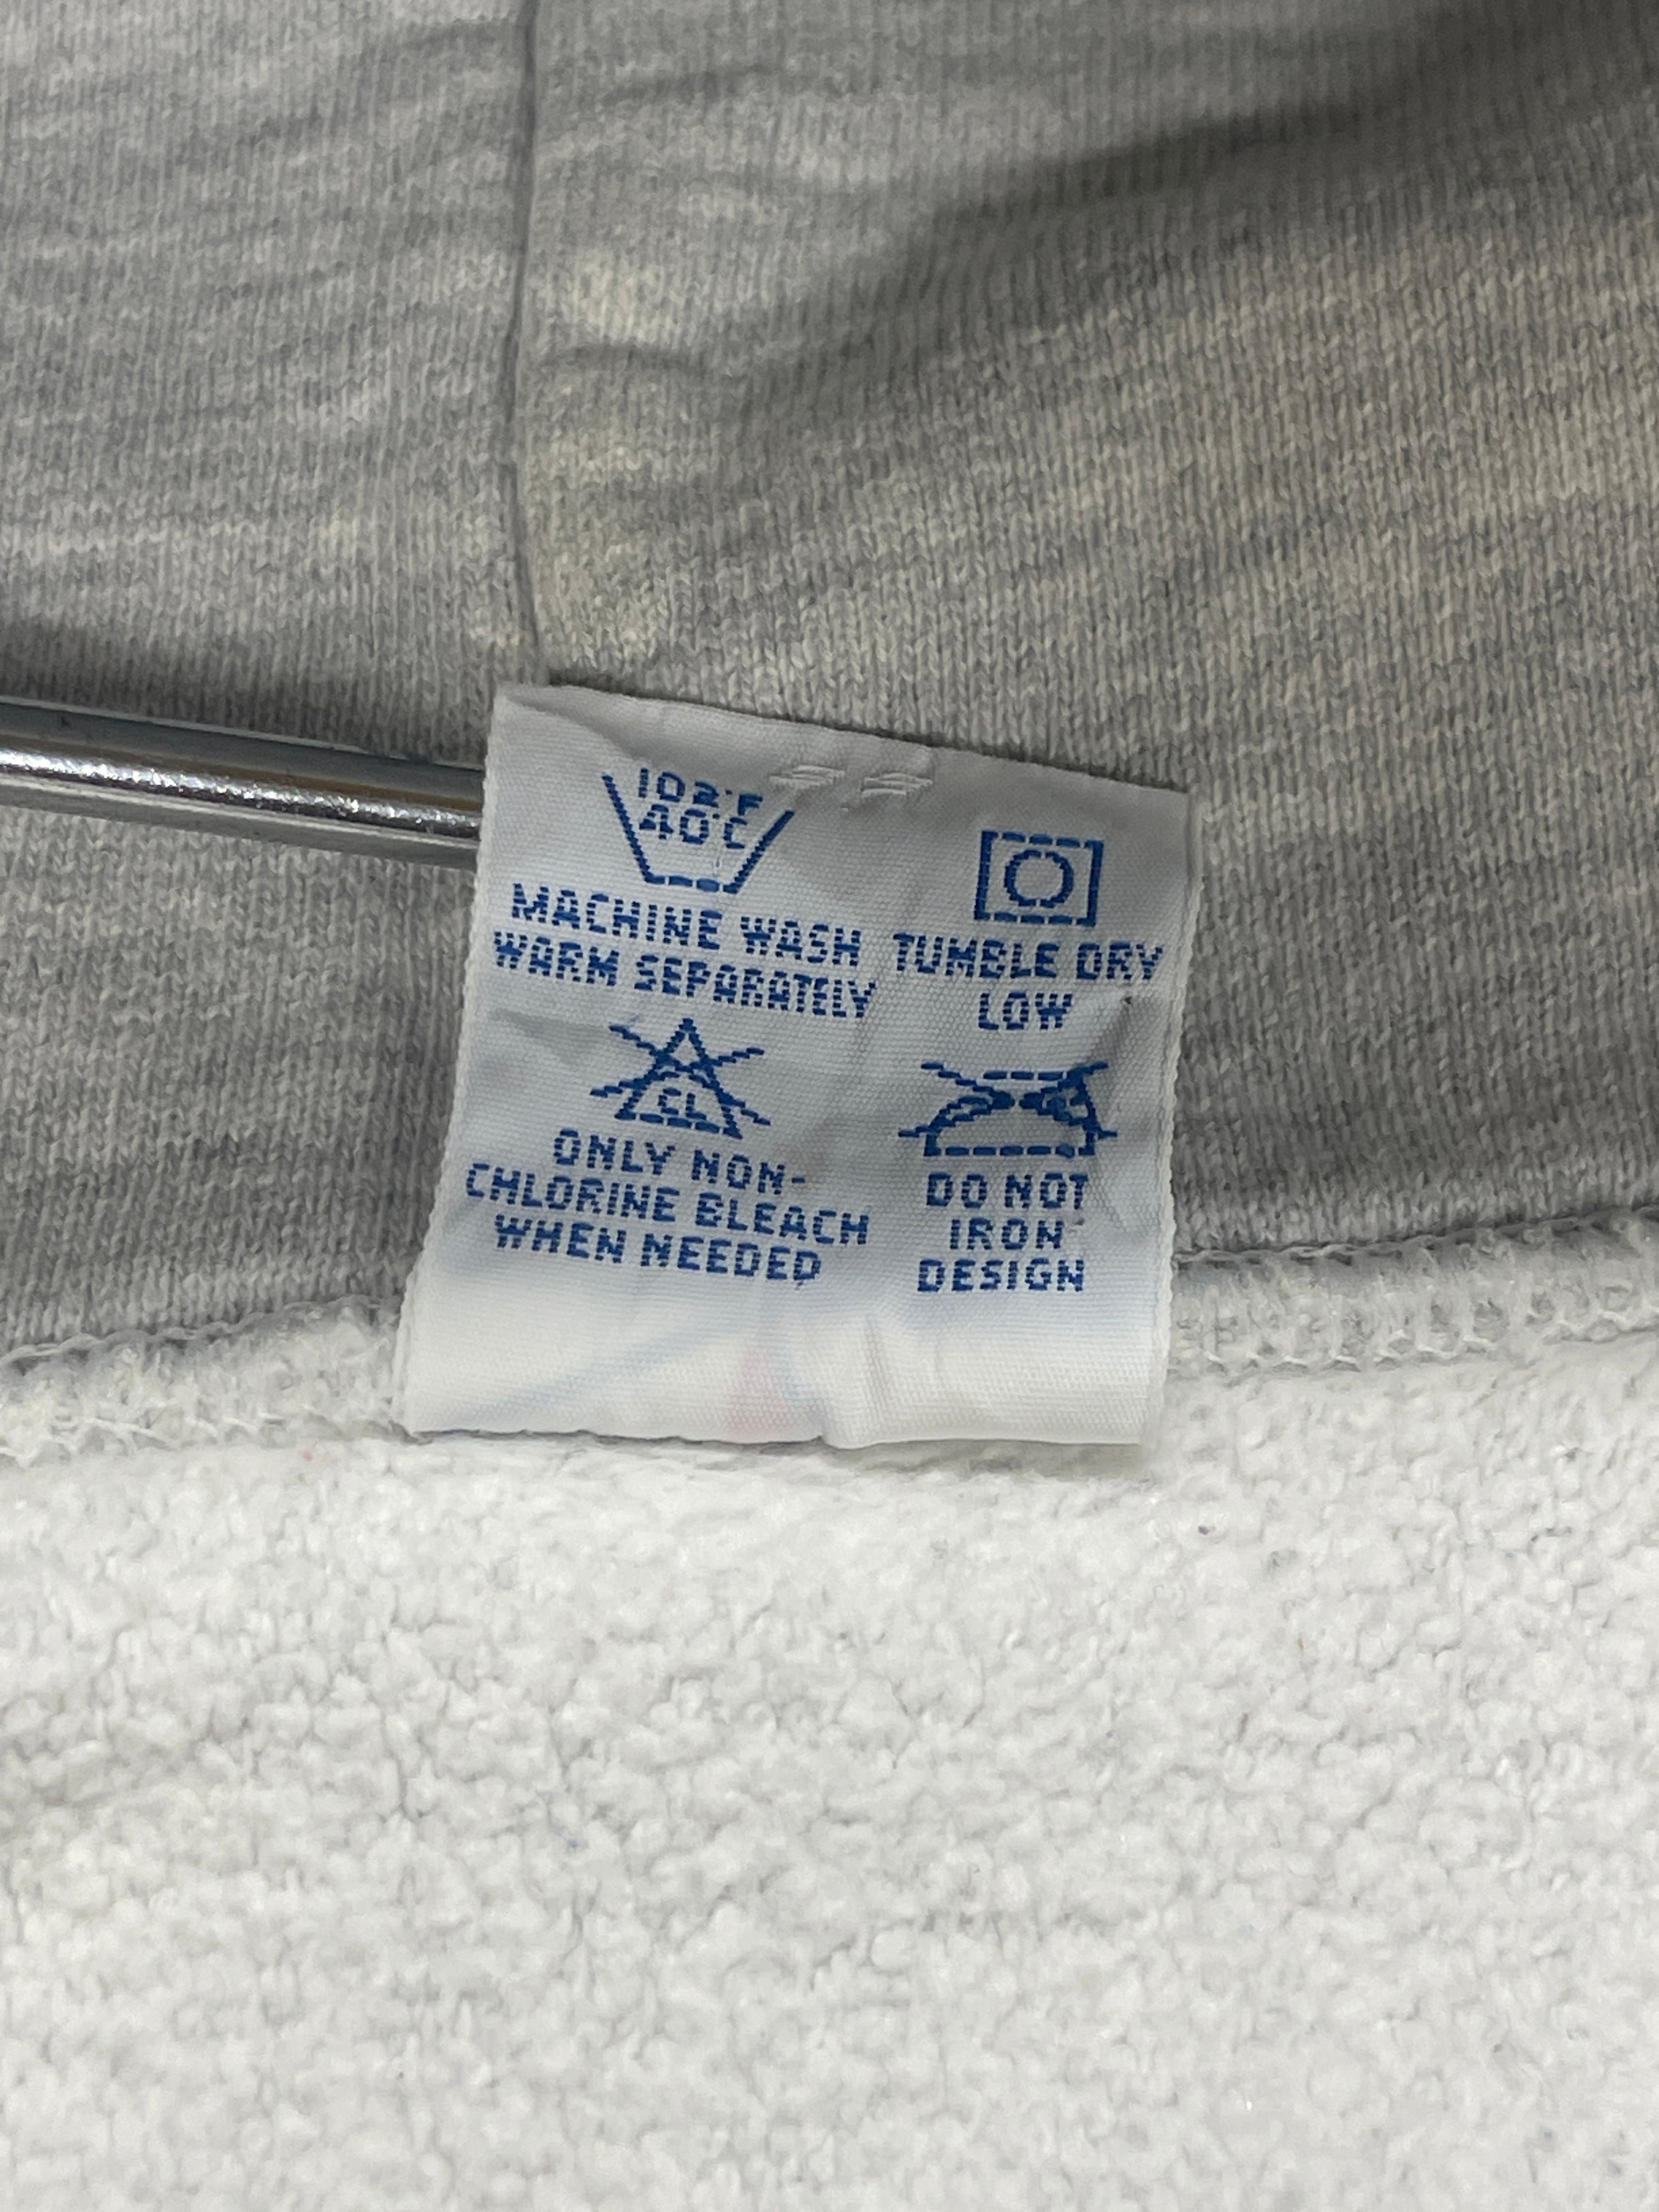 102°F
40°C
MACHINE WASH
WARM SEPARATELY
TUMBLE DRY
LOW
CL
ONLY NON-
CHLORINE BLEACH
WHEN NEEDED
DO NOT
IRON
DESIGN